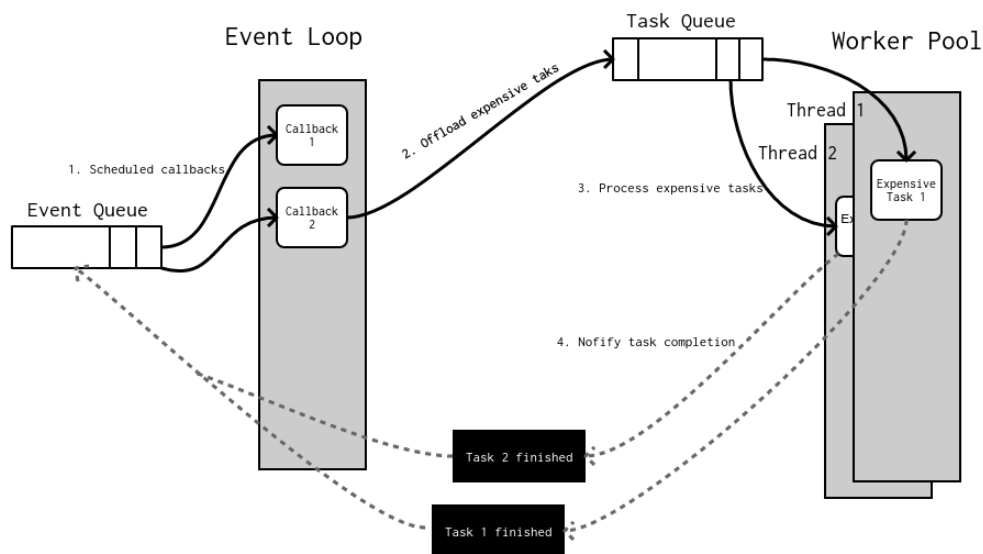 Task Queue
Event Loop
Worker Pool
2. Offload expensive taks
Thread 1
Callback
1
Thread 2
1. Scheduled callbacks
3. Process expensive tasks
Expensive
Task 1
Event Queue
Callback
2
Ex
4. Nofify task completion
Task 2 finished
Task 1 finished